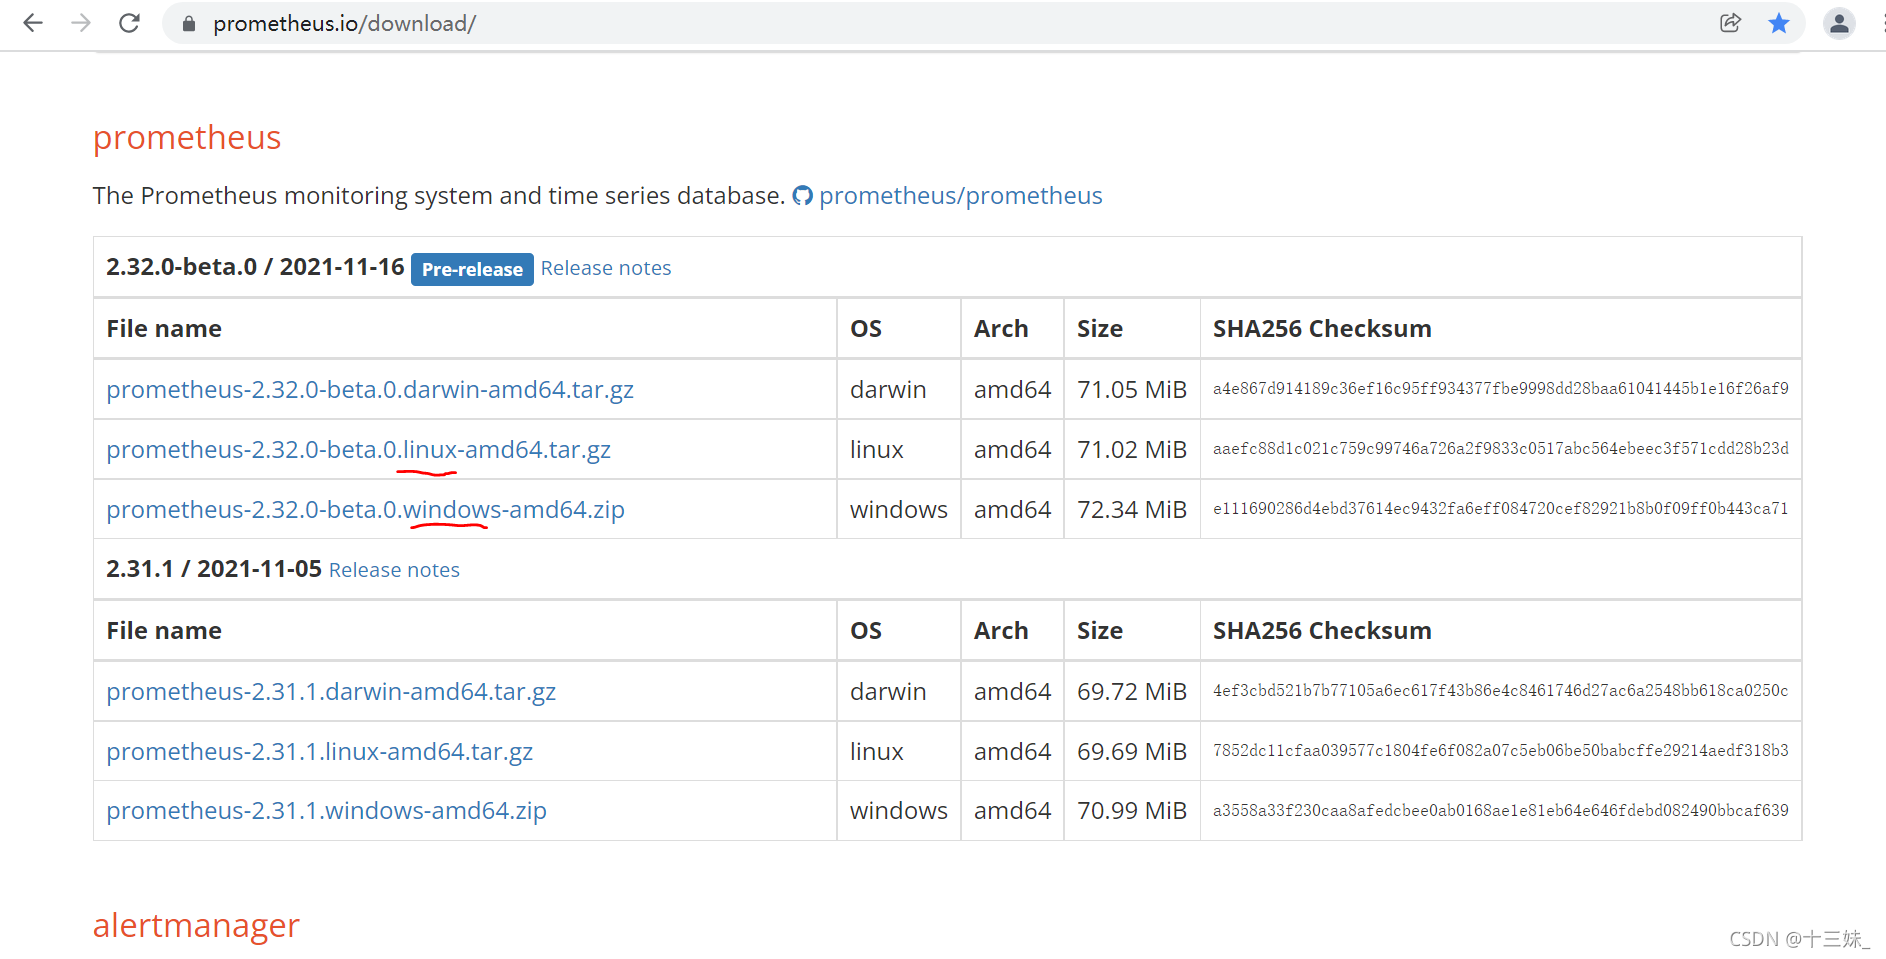 prometheus.io/download/
prometheus
The Prometheus monitoring system and time series database. prometheus/prometheus
2.32.0-beta.0 / 2021-11-16 Pre-release Release notes
File name OS Arch Size SHA256 Checksum
prometheus-2.32.0-beta.0.darwin-amd64.tar.gz darwin amd64 71.05 MiB a4e867d914189c36ef16c95ff934377fbe9998dd28baa61041445b1e16f26af9
prometheus-2.32.0-beta.0.linux-amd64.tar.gz linux amd64 71.02 MiB aaefc88d1c021c759c99746a726a2f9833c0517abc564ebeec3f571cdd28b23d
prometheus-2.32.0-beta.0.windows-amd64.zip windows amd64 72.34 MiB e111690286d4ebd37614ec9432fa6eff084720cef82921b8b0f09ff0b443ca71
2.31.1 / 2021-11-05 Release notes
File name OS Arch Size SHA256 Checksum
prometheus-2.31.1.darwin-amd64.tar.gz darwin amd64 69.72 MiB 4ef3cbd521b7b77105a6ec617f43b86e4c8461746d27ac6a2548bb618ca0250c
prometheus-2.31.1.linux-amd64.tar.gz linux amd64 69.69 MiB 7852dc11cfaa039577c1804fe6f082a07c5eb06be50babcffe29214aedf318b3
prometheus-2.31.1.windows-amd64.zip windows amd64 70.99 MiB a3558a33f230caa8afedcbee0ab0168ae1e81eb64e646fdebd082490bbcaf639
alertmanager
CSDN @十三妹_